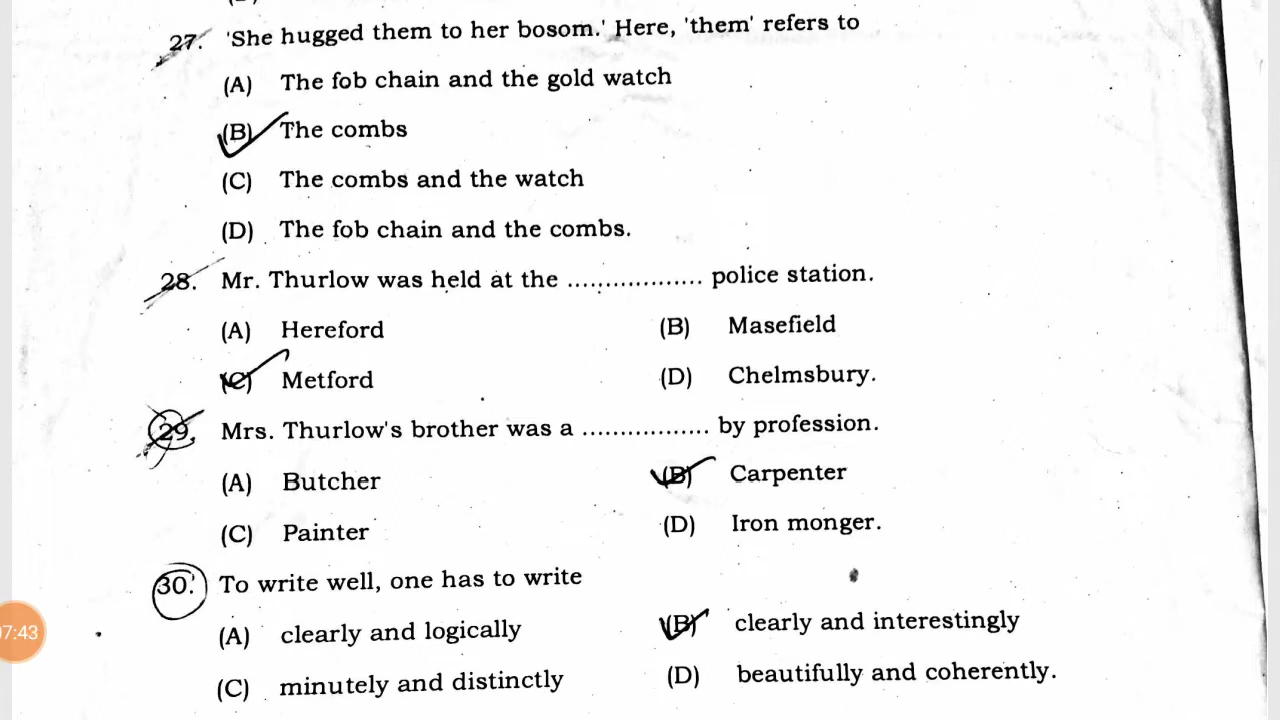 27. 'She hugged them to her bosom.' Here, 'them' refers to
(A) The fob chain and the gold watch
(B) The combs
(C) The combs and the watch
(D) The fob chain and the combs.
28. Mr. Thurlow was held at the .................. police station.
(A) Hereford (B) Masefield
(C) Metford (D) Chelmsbury.
29. Mrs. Thurlow's brother was a ................. by profession.
(A) Butcher (B) Carpenter
(C) Painter (D) Iron monger.
30. To write well, one has to write
07:43
(A) clearly and logically (B) clearly and interestingly
(C) minutely and distinctly (D) beautifully and coherently.